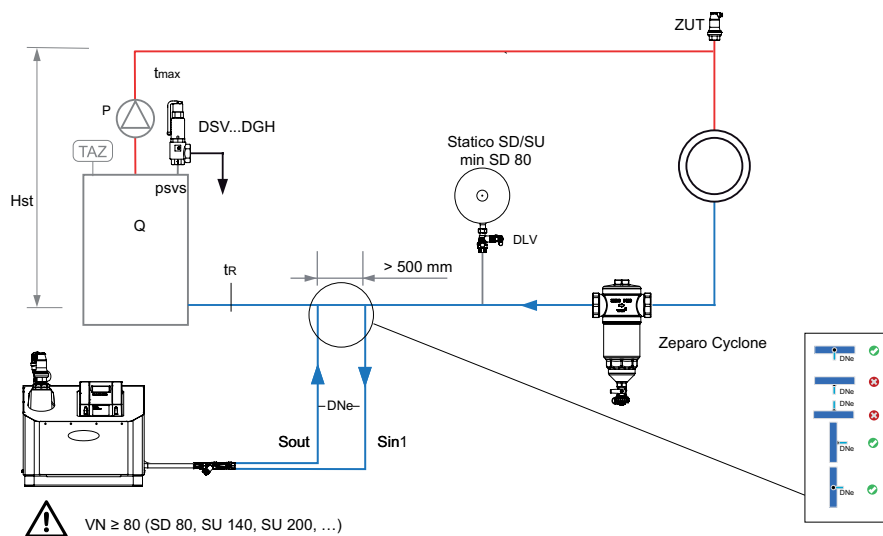 ZUT
tmax
P
DSV...DGH
TAZ
Statico SD/SU
min SD 80
psvs
Hst
Q
DLV
> 500 mm
tR
Zeparo Cyclone
DNe
DNe
DNe
DNe
DNe
DNe
Sout
Sin1
VN ≥ 80 (SD 80, SU 140, SU 200, …)